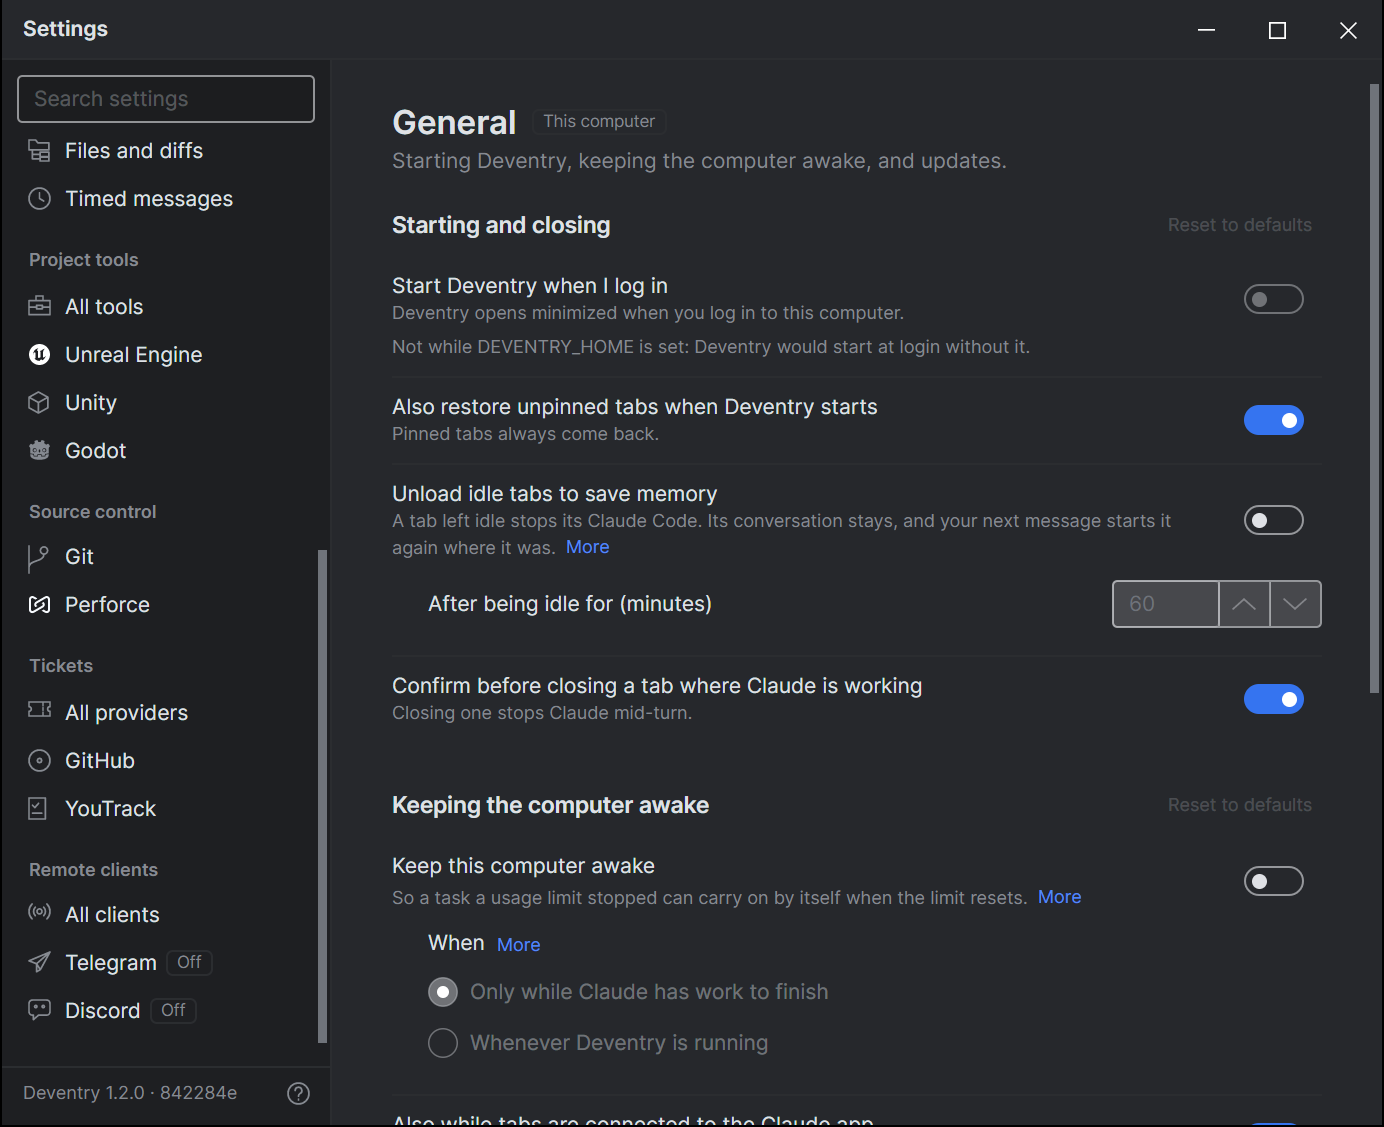 Settings
Search settings
Files and diffs
Timed messages
Project tools
All tools
Unreal Engine
Unity
Godot
Source control
Git
Perforce
Tickets
All providers
GitHub
YouTrack
Remote clients
All clients
Telegram Off
Discord Off
Deventry 1.2.0 · 842284e
General This computer
Starting Deventry, keeping the computer awake, and updates.
Starting and closing Reset to defaults
Start Deventry when I log in
Deventry opens minimized when you log in to this computer.
Not while DEVENTRY_HOME is set: Deventry would start at login without it.
Also restore unpinned tabs when Deventry starts
Pinned tabs always come back.
Unload idle tabs to save memory
A tab left idle stops its Claude Code. Its conversation stays, and your next message starts it
again where it was. More
After being idle for (minutes) 60
Confirm before closing a tab where Claude is working
Closing one stops Claude mid-turn.
Keeping the computer awake Reset to defaults
Keep this computer awake
So a task a usage limit stopped can carry on by itself when the limit resets. More
When More
Only while Claude has work to finish
Whenever Deventry is running
Also while tabs are connected to the Claude app